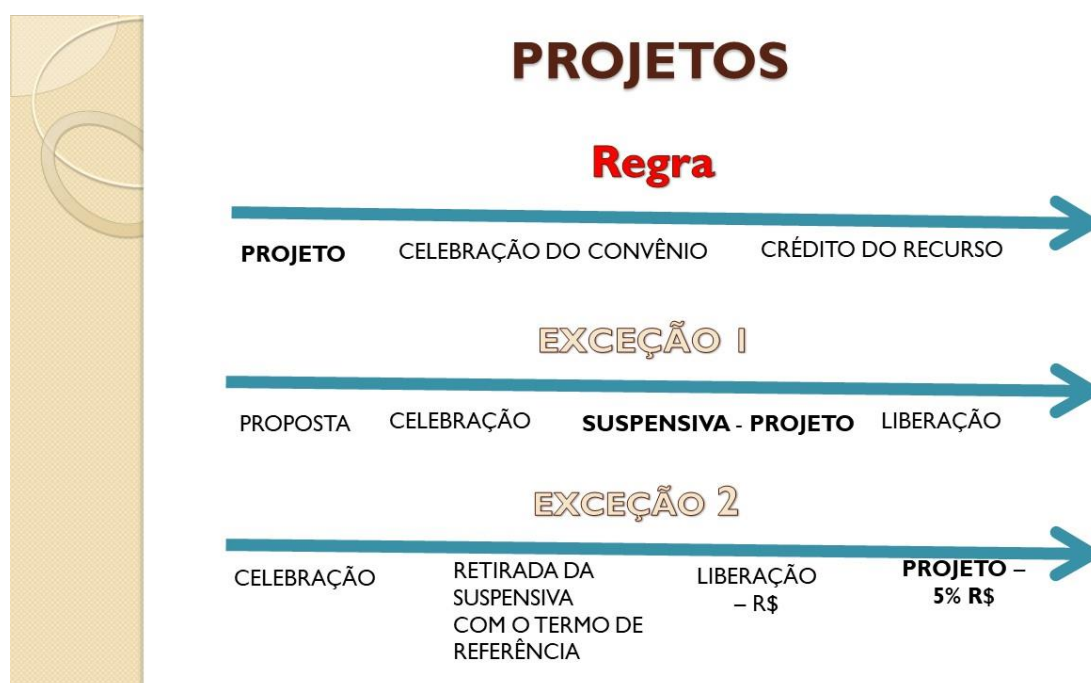 PROJETOS
Regra
PROJETO
CELEBRAÇÃO DO CONVÊNIO
CRÉDITO DO RECURSO
EXCEÇÃO 1
PROPOSTA
CELEBRAÇÃO
SUSPENSIVA - PROJETO
LIBERAÇÃO
EXCEÇÃO 2
CELEBRAÇÃO
RETIRADA DA
SUSPENSIVA
COM O TERMO DE
REFERÊNCIA
LIBERAÇÃO
– R$
PROJETO –
5% R$